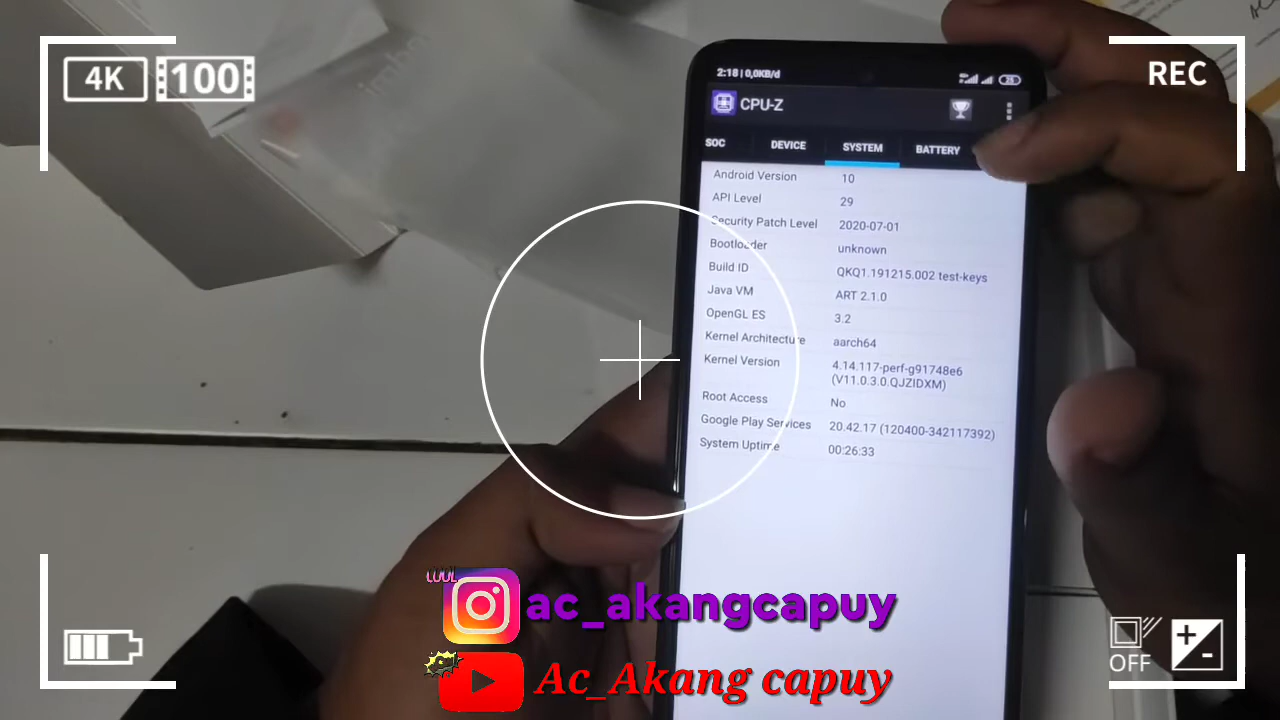 4K 100
REC
2:18 | 0,0KB/d
25
CPU-Z
SOC DEVICE SYSTEM BATTERY
Android Version 10
API Level 29
Security Patch Level 2020-07-01
Bootloader unknown
Build ID QKQ1.191215.002 test-keys
Java VM ART 2.1.0
OpenGL ES 3.2
Kernel Architecture aarch64
Kernel Version 4.14.117-perf-g91748e6
(V11.0.3.0.QJZIDXM)
Root Access No
Google Play Services 20.42.17 (120400-342117392)
System Uptime 00:26:33
COOL
ac_akangcapuy
Ac_Akang capuy
OFF